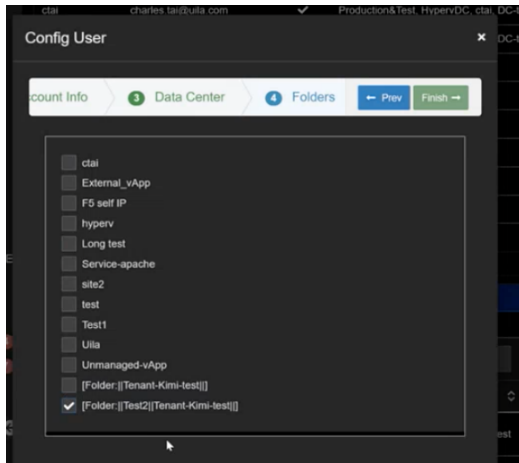 ctai charles.tai@uila.com Production&Test, HypervDC, ctai, DC-t
Config User ×
DC-t
count Info 3 Data Center 4 Folders ← Prev Finish →
ctai
External_vApp
F5 self IP
hyperv
Long test
Service-apache
site2
test
Test1
Uila
Unmanaged-vApp
[Folder:||Tenant-Kimi-test||]
[Folder:||Test2||Tenant-Kimi-test||]
est